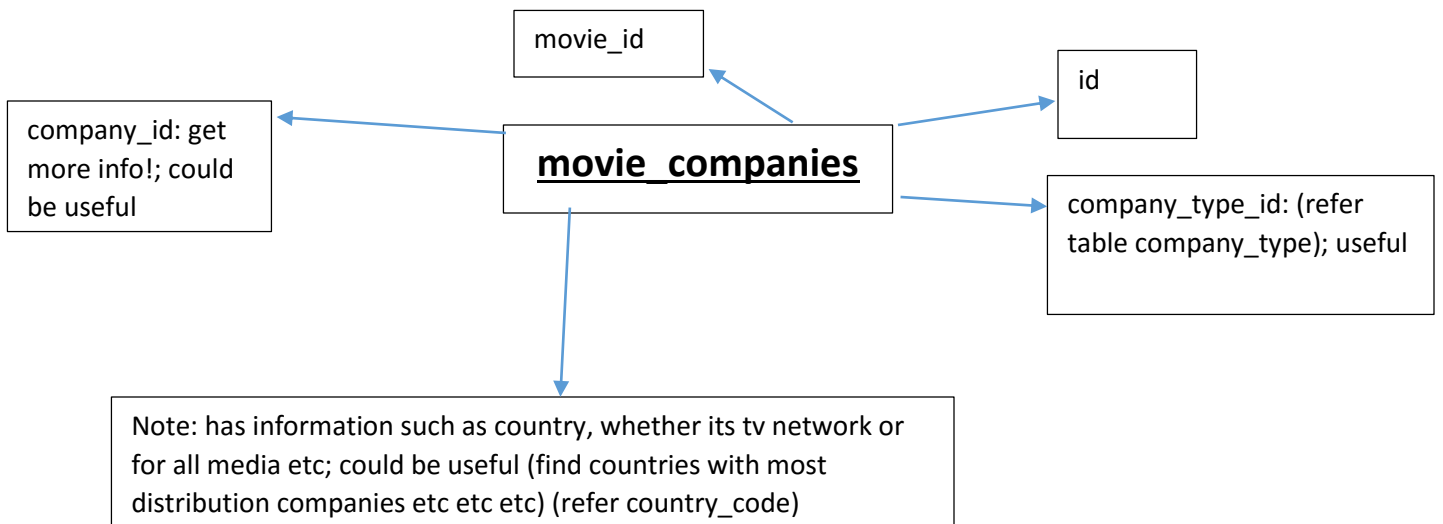 movie_id
id
company_id: get
more info!; could
be useful
movie_companies
company_type_id: (refer
table company_type); useful
Note: has information such as country, whether its tv network or
for all media etc; could be useful (find countries with most
distribution companies etc etc etc) (refer country_code)